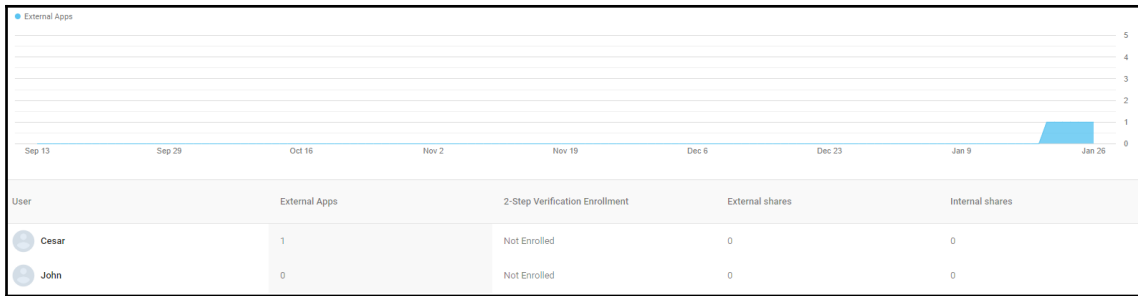 External Apps
5
4
3
2
1
0
Sep 13 Sep 29 Oct 16 Nov 2 Nov 19 Dec 6 Dec 23 Jan 9 Jan 26
User External Apps 2-Step Verification Enrollment External shares Internal shares
Cesar 1 Not Enrolled 0 0
John 0 Not Enrolled 0 0